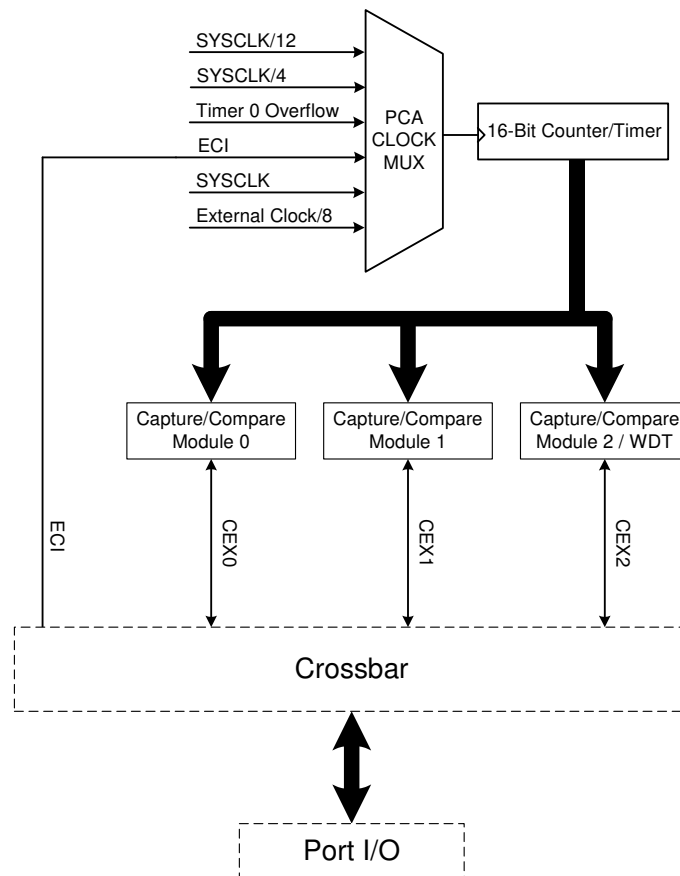 SYSCLK/12
SYSCLK/4
Timer 0 Overflow
ECI
SYSCLK
External Clock/8
PCA
CLOCK
MUX
16-Bit Counter/Timer
Capture/Compare
Module 0
Capture/Compare
Module 1
Capture/Compare
Module 2 / WDT
ECI
CEX0
CEX1
CEX2
Crossbar
Port I/O